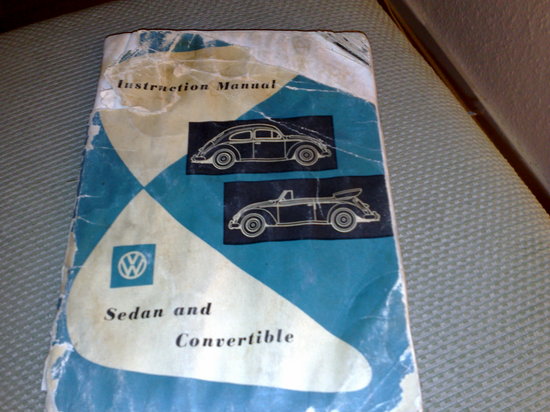 Instruction Manual
VW
Sedan and
Convertible